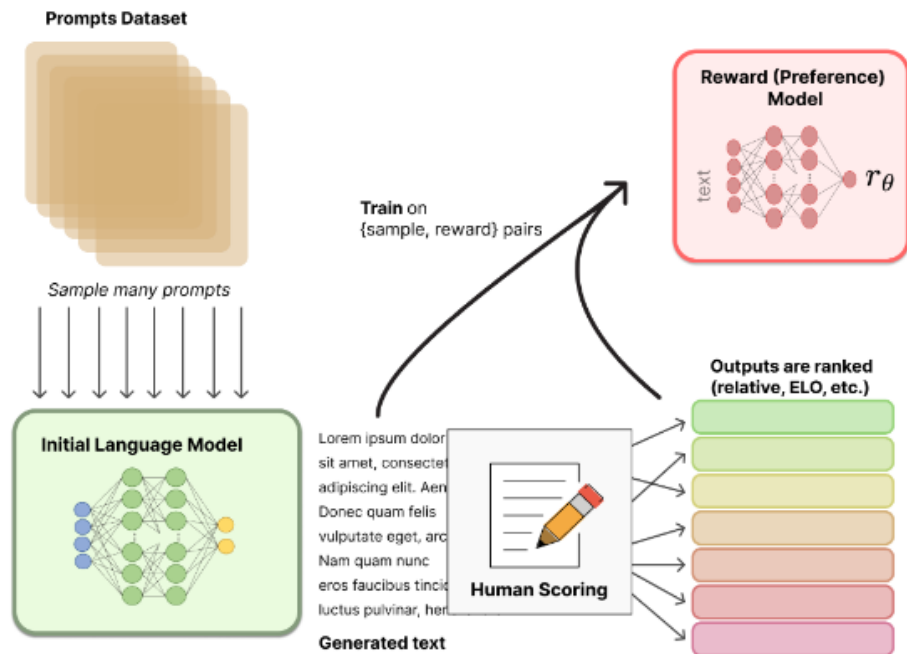 Prompts Dataset
Sample many prompts
Initial Language Model
Train on
{sample, reward} pairs
Reward (Preference)
Model
text
rθ
Outputs are ranked
(relative, ELO, etc.)
Lorem ipsum dolor
sit amet, consectet
adipiscing elit. Aen
Donec quam felis
vulputate eget, arc
Nam quam nunc
eros faucibus tincid
luctus pulvinar, hen
Generated text
Human Scoring